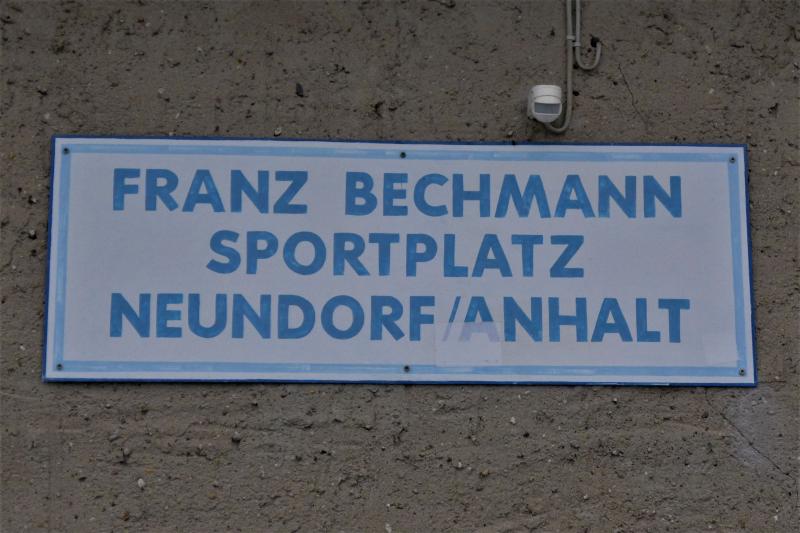 FRANZ BECHMANN
SPORTPLATZ
NEUNDORF/ANHALT